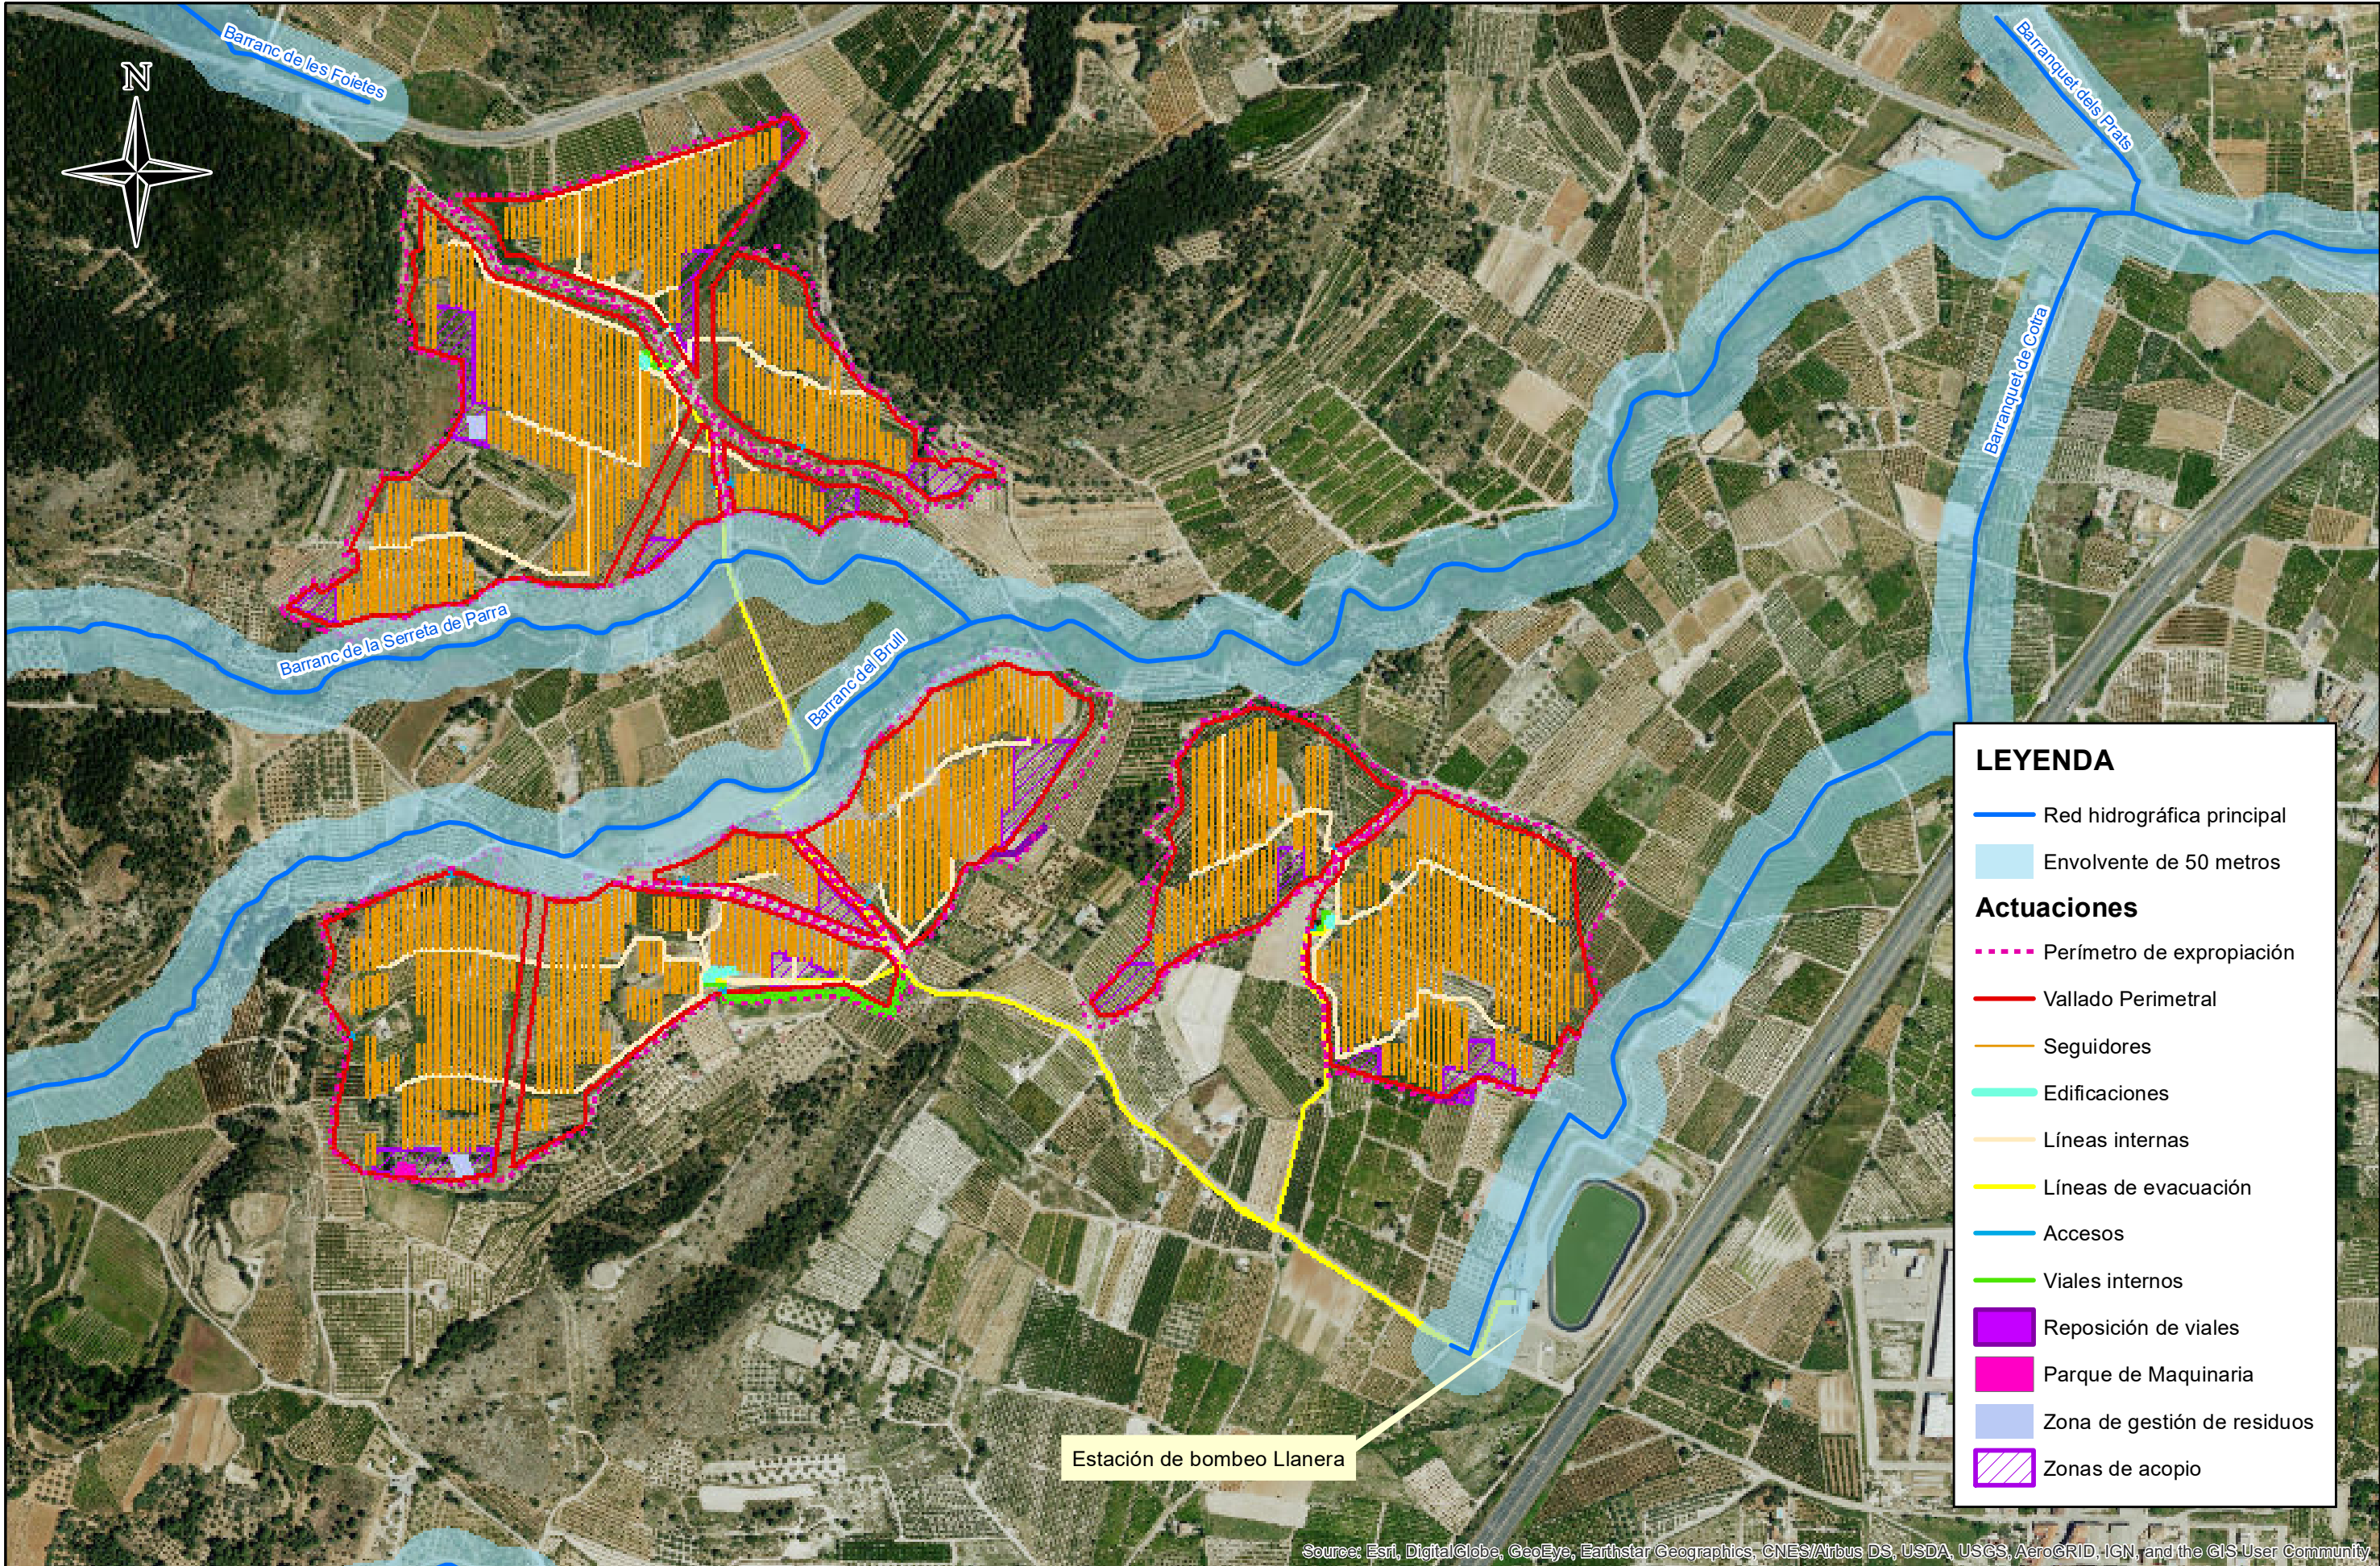 Barranc de les Foietes
N
Barranquet dels Prats
Barranquet de Cotra
Barranc de la Serreta de Parra
Barranc del Brull
LEYENDA
Red hidrográfica principal
Envolvente de 50 metros
Actuaciones
Perímetro de expropiación
Vallado Perimetral
Seguidores
Edificaciones
Líneas internas
Líneas de evacuación
Accesos
Viales internos
Reposición de viales
Parque de Maquinaria
Zona de gestión de residuos
Zonas de acopio
Estación de bombeo Llanera
Source: Esri, DigitalGlobe, GeoEye, Earthstar Geographics, CNES/Airbus DS, USDA, USGS, AeroGRID, IGN, and the GIS User Community